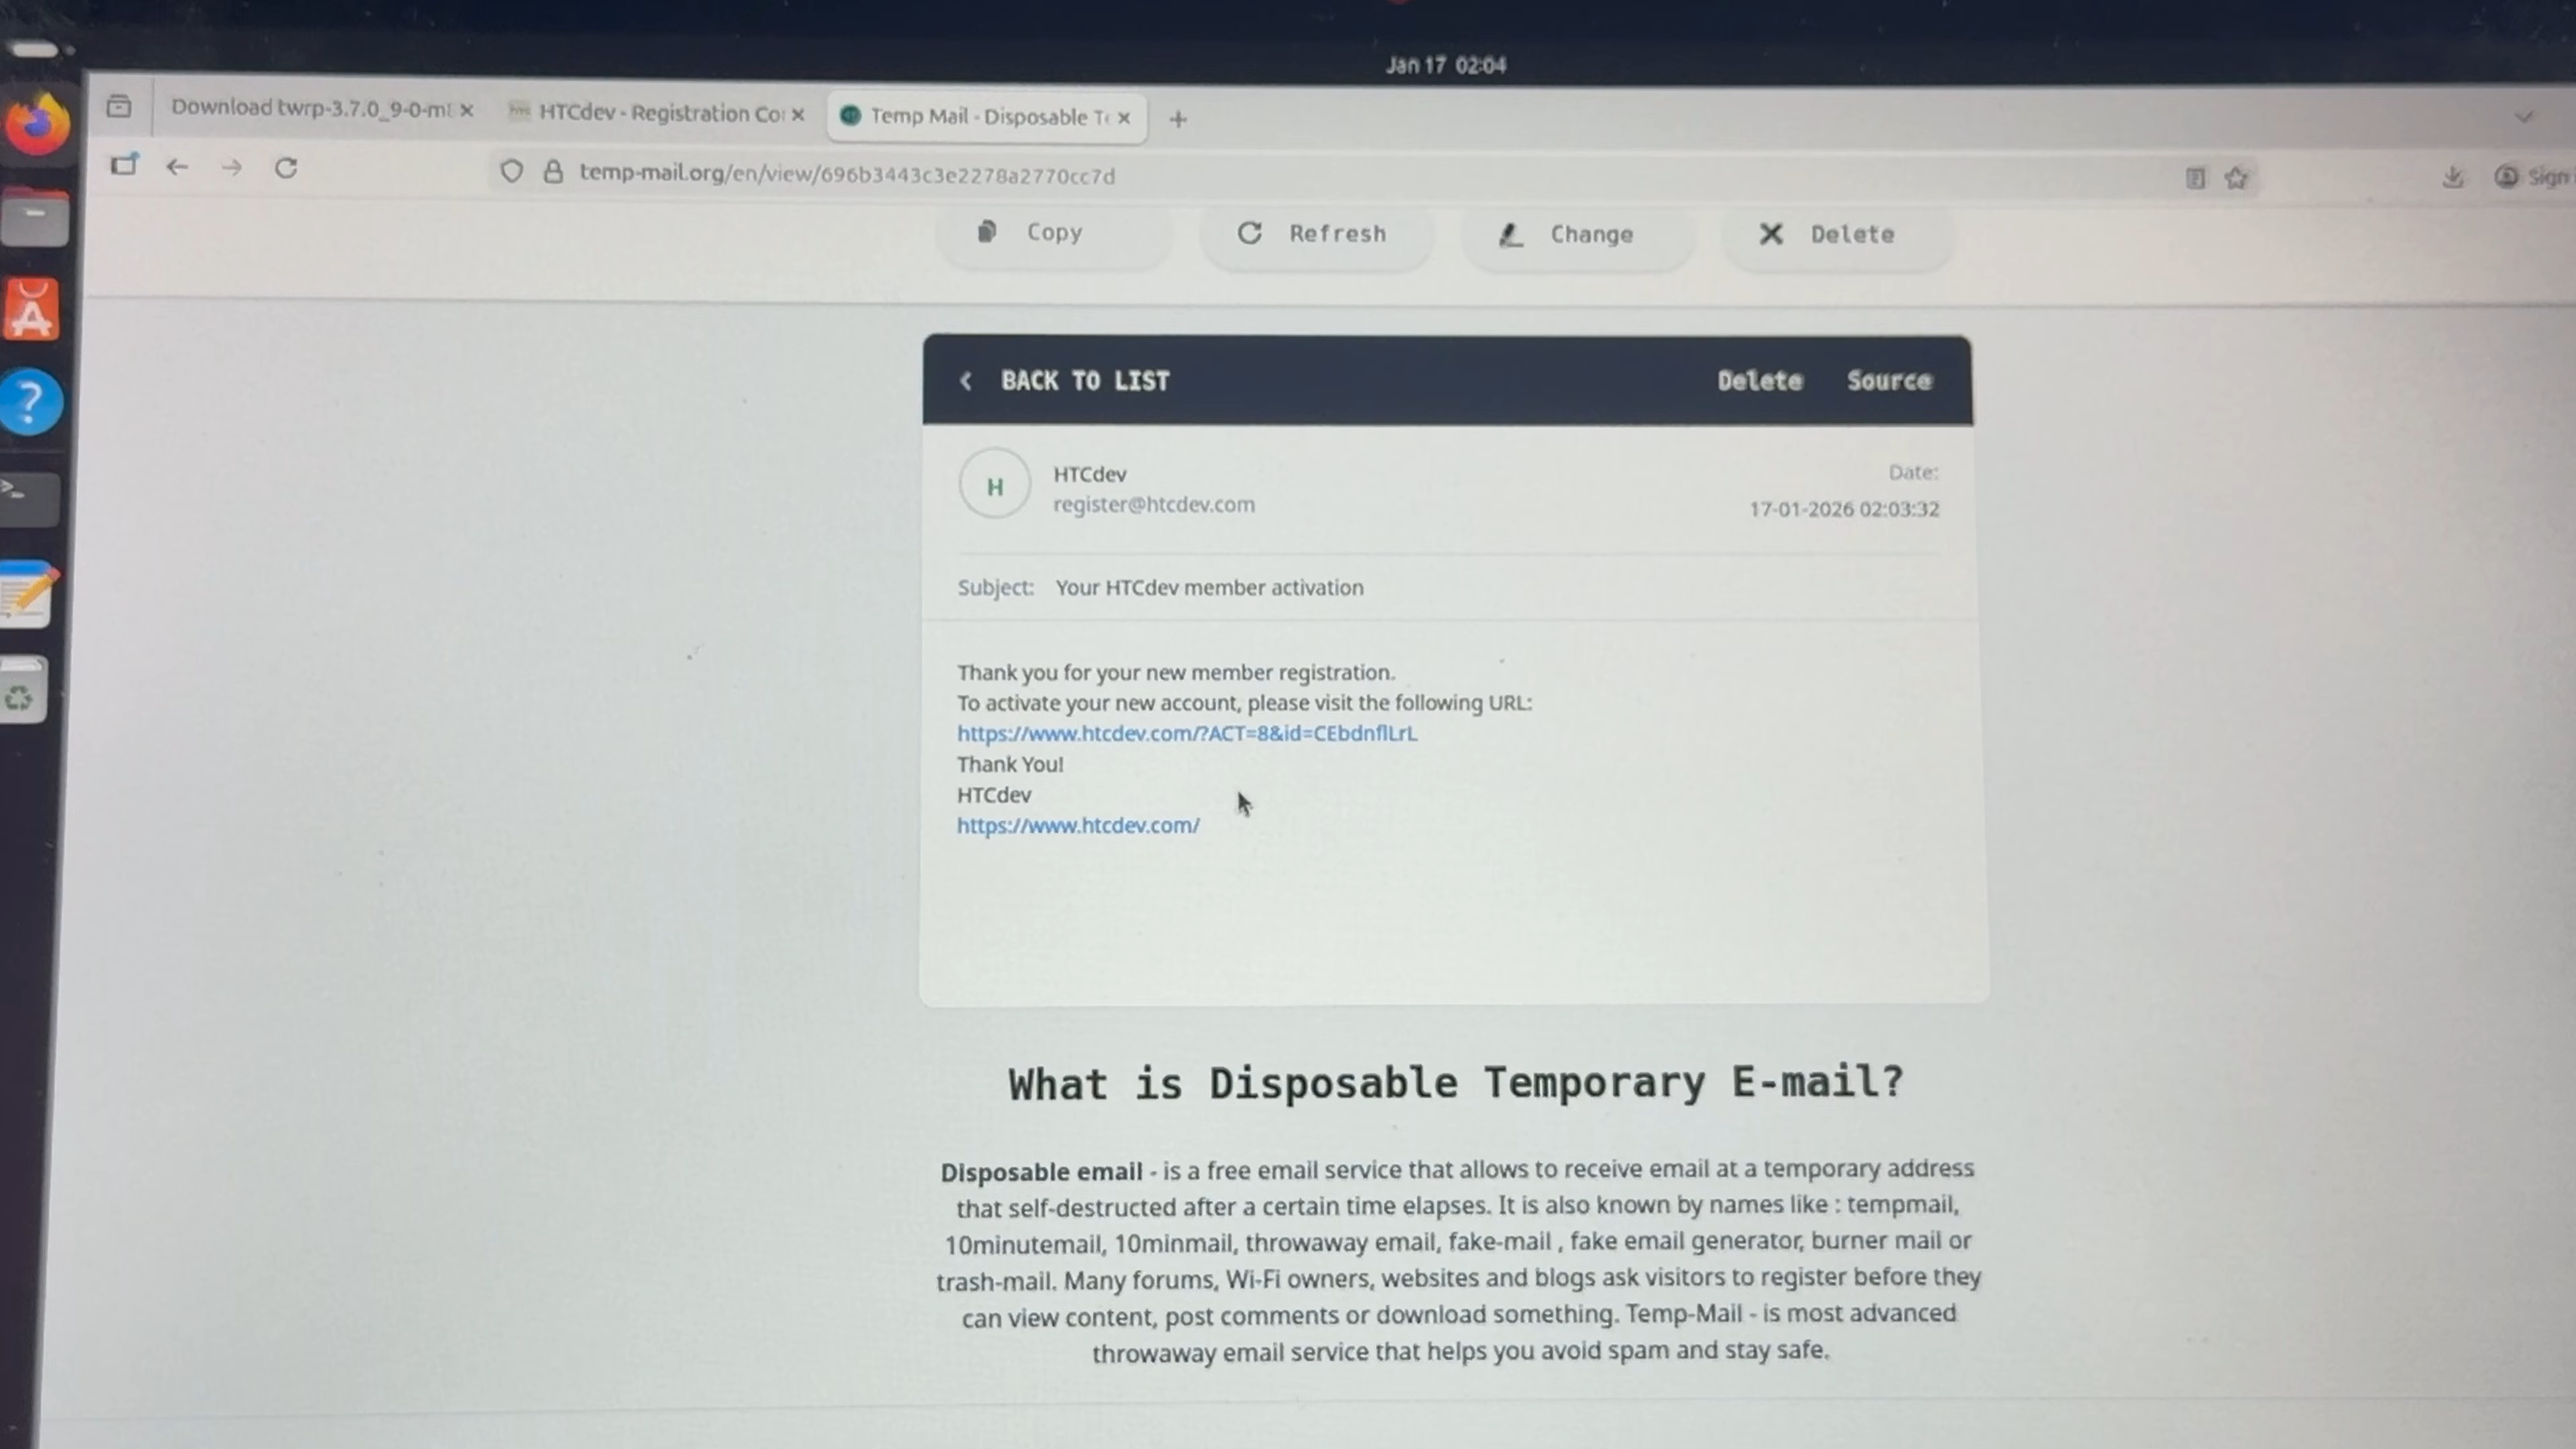 Jan 17 02:04
Download twrp-3.7.0_9-0-m
HTCdev - Registration Co
Temp Mail - Disposable Te
temp-mail.org/en/view/696b3443c3e2278a2770cc7d
Sign
Copy
Refresh
Change
Delete
BACK TO LIST
Delete
Source
H
HTCdev
register@htcdev.com
Date:
17-01-2026 02:03:32
Subject: Your HTCdev member activation
Thank you for your new member registration.
To activate your new account, please visit the following URL:
https://www.htcdev.com/?ACT=8&id=CEbdnflLrL
Thank You!
HTCdev
https://www.htcdev.com/
What is Disposable Temporary E-mail?
Disposable email - is a free email service that allows to receive email at a temporary address
that self-destructed after a certain time elapses. It is also known by names like : tempmail,
10minutemail, 10minmail, throwaway email, fake-mail , fake email generator, burner mail or
trash-mail. Many forums, Wi-Fi owners, websites and blogs ask visitors to register before they
can view content, post comments or download something. Temp-Mail - is most advanced
throwaway email service that helps you avoid spam and stay safe.